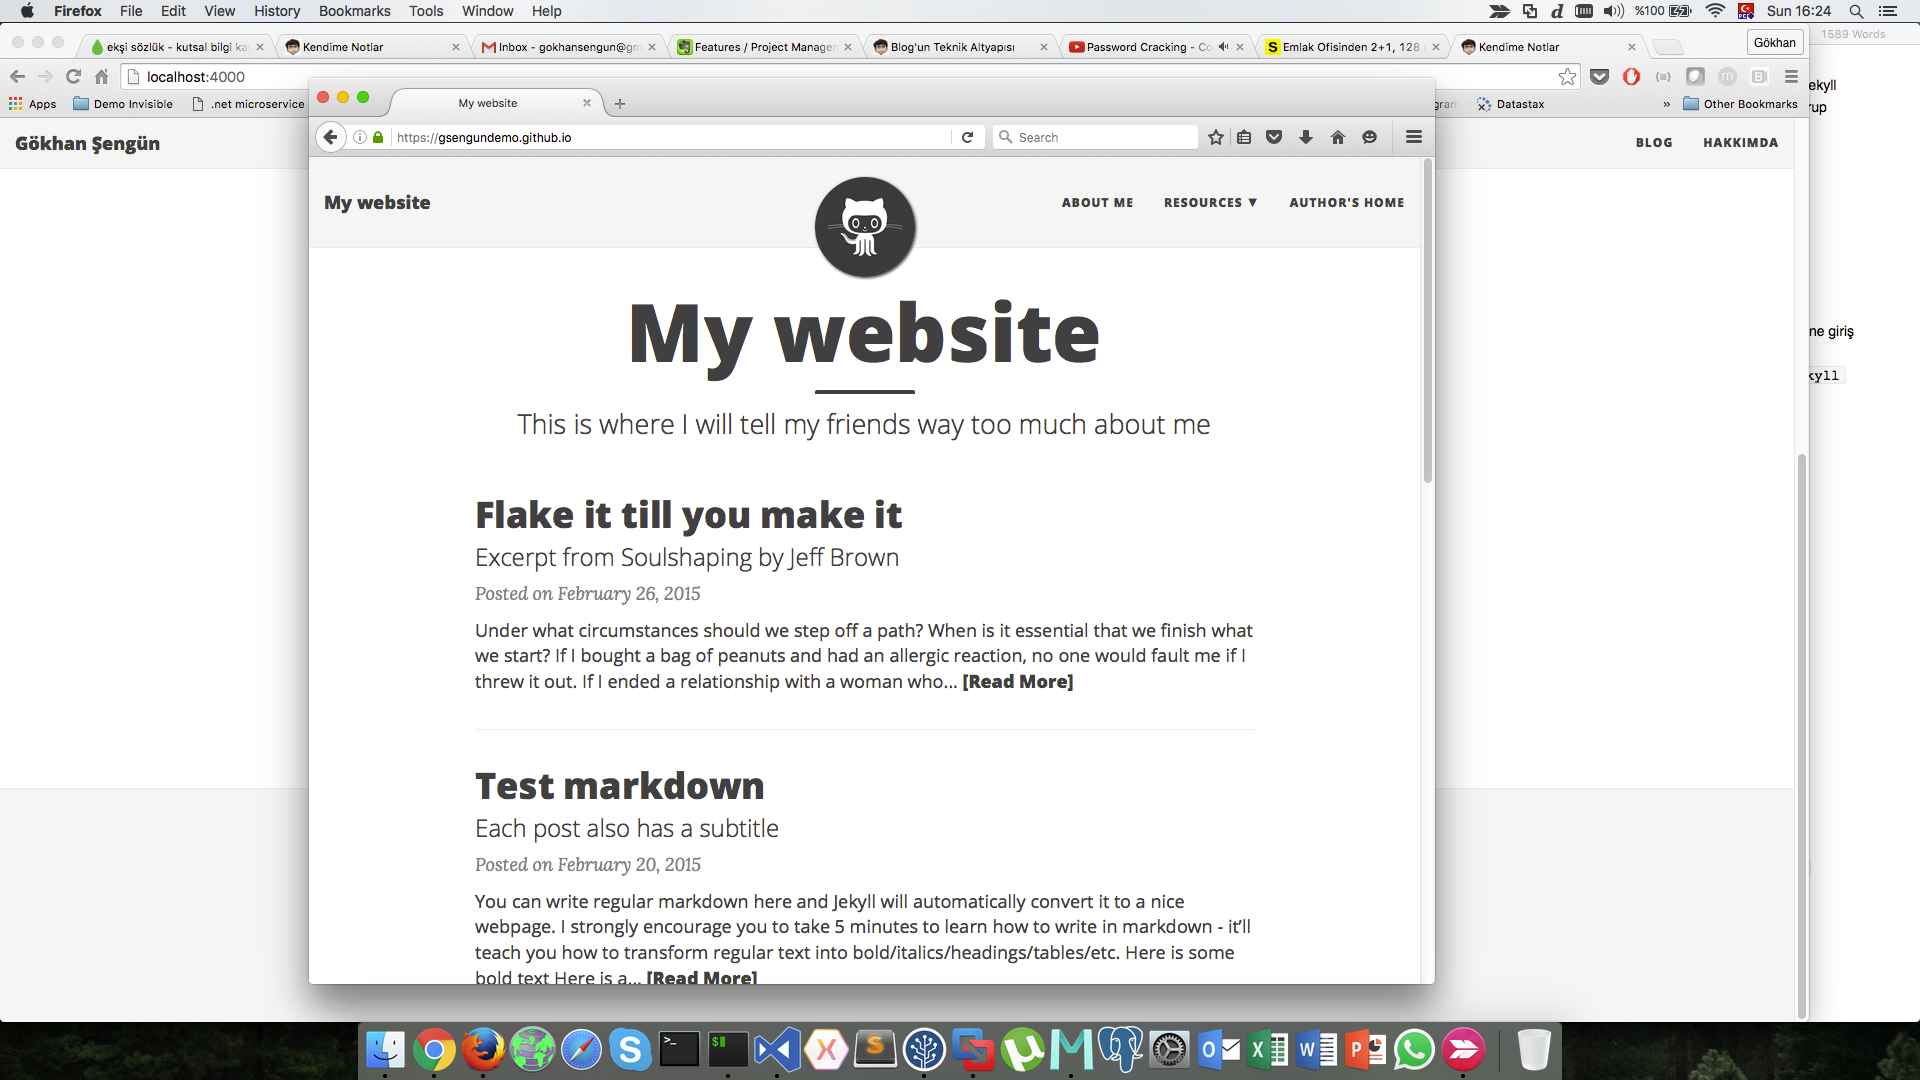 Firefox File Edit View History Bookmarks Tools Window Help %100 Sun 16:24
ekşi sözlük - kutsal bilgi ka Kendime Notlar Inbox - gokhansengun@gm Features / Project Managen Blog'un Teknik Altyapısı Password Cracking - Co Emlak Ofisinden 2+1, 128 Kendime Notlar Gökhan 1589 Words
localhost:4000
Apps Demo Invisible .net microservice gram Datastax » Other Bookmarks
ekyll
rup
Gökhan Şengün BLOG HAKKIMDA
ne giriş
kyll
My website
https://gsengundemo.github.io Search
My website ABOUT ME RESOURCES ▼ AUTHOR'S HOME
My website
This is where I will tell my friends way too much about me
Flake it till you make it
Excerpt from Soulshaping by Jeff Brown
Posted on February 26, 2015
Under what circumstances should we step off a path? When is it essential that we finish what
we start? If I bought a bag of peanuts and had an allergic reaction, no one would fault me if I
threw it out. If I ended a relationship with a woman who... [Read More]
Test markdown
Each post also has a subtitle
Posted on February 20, 2015
You can write regular markdown here and Jekyll will automatically convert it to a nice
webpage. I strongly encourage you to take 5 minutes to learn how to write in markdown - it’ll
teach you how to transform regular text into bold/italics/headings/tables/etc. Here is some
bold text Here is a... [Read More]